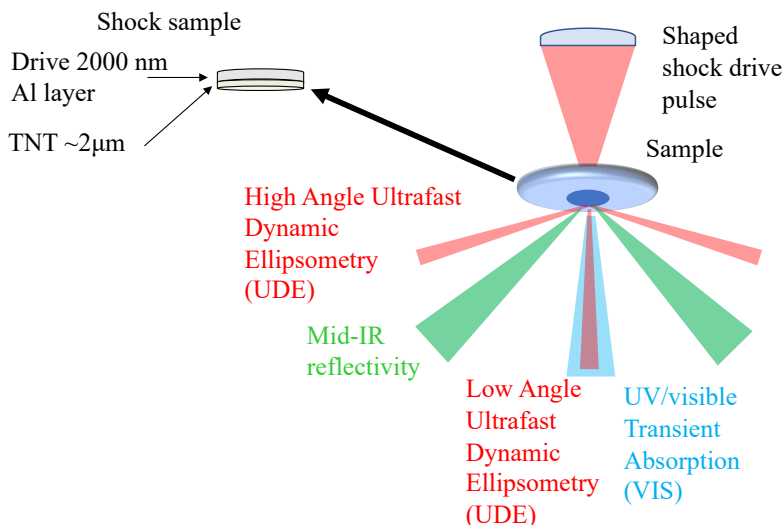 Shock sample
Drive 2000 nm
Al layer
TNT ~2μm
Shaped
shock drive
pulse
Sample
High Angle Ultrafast
Dynamic
Ellipsometry
(UDE)
Mid-IR
reflectivity
Low Angle
Ultrafast
Dynamic
Ellipsometry
(UDE)
UV/visible
Transient
Absorption
(VIS)